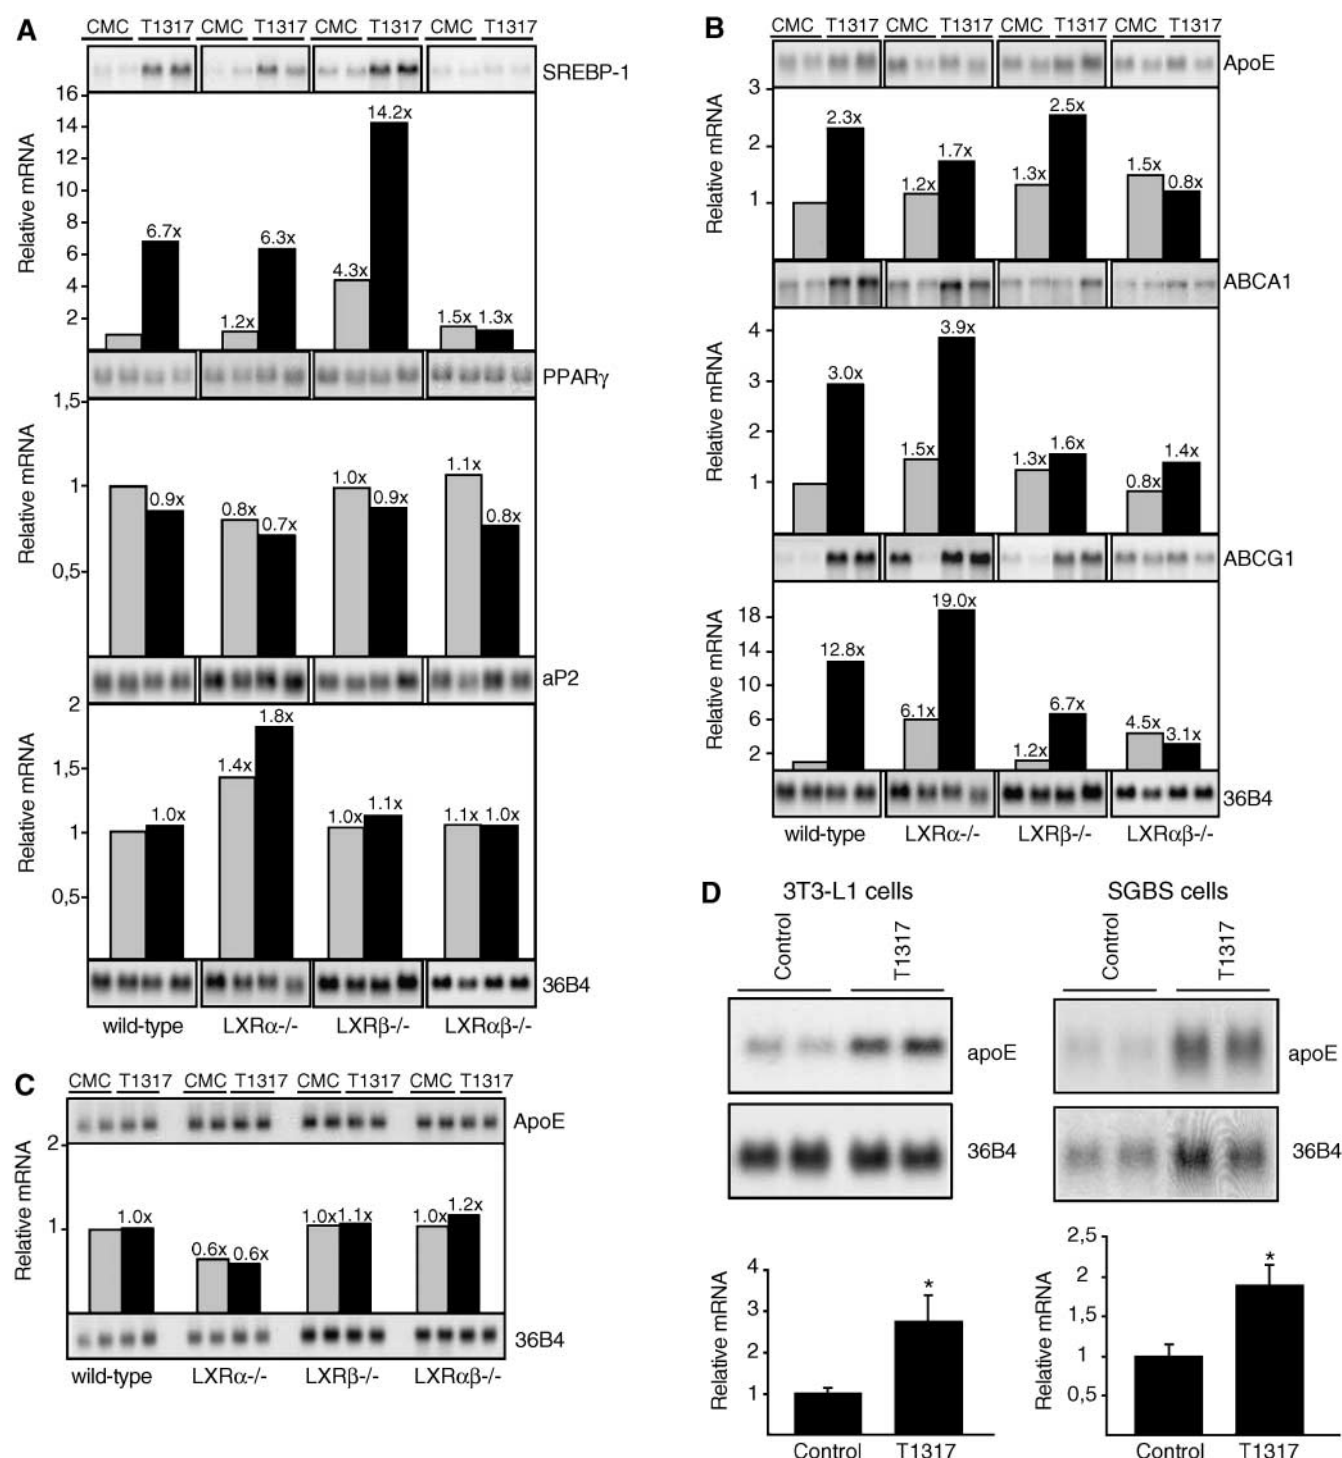 A
CMC T1317 CMC T1317 CMC T1317 CMC T1317
SREBP-1
Relative mRNA
16
14
12
10
8
6
4
2
6.7x
1.2x
6.3x
4.3x
14.2x
1.5x 1.3x
PPARγ
Relative mRNA
1,5
1
0,5
0.9x
0.8x
0.7x
1.0x
0.9x
1.1x
0.8x
aP2
Relative mRNA
2
1,5
1
0,5
1.0x
1.4x
1.8x
1.0x
1.1x
1.1x 1.0x
36B4
wild-type LXRα-/- LXRβ-/- LXRαβ-/-
B
CMC T1317 CMC T1317 CMC T1317 CMC T1317
ApoE
Relative mRNA
3
2
1
2.3x
1.2x
1.7x
1.3x
2.5x
1.5x
0.8x
ABCA1
Relative mRNA
4
3
2
1
3.0x
1.5x
3.9x
1.3x
1.6x
0.8x
1.4x
ABCG1
Relative mRNA
18
14
10
6
2
12.8x
6.1x
19.0x
1.2x
6.7x
4.5x
3.1x
36B4
wild-type LXRα-/- LXRβ-/- LXRαβ-/-
C
CMC T1317 CMC T1317 CMC T1317 CMC T1317
ApoE
Relative mRNA
2
1
1.0x
0.6x 0.6x
1.0x 1.1x
1.0x
1.2x
36B4
wild-type LXRα-/- LXRβ-/- LXRαβ-/-
D
3T3-L1 cells
Control
T1317
apoE
36B4
Relative mRNA
4
3
2
1
*
Control T1317
SGBS cells
Control
T1317
apoE
36B4
Relative mRNA
2,5
2
1,5
1
0,5
*
Control T1317